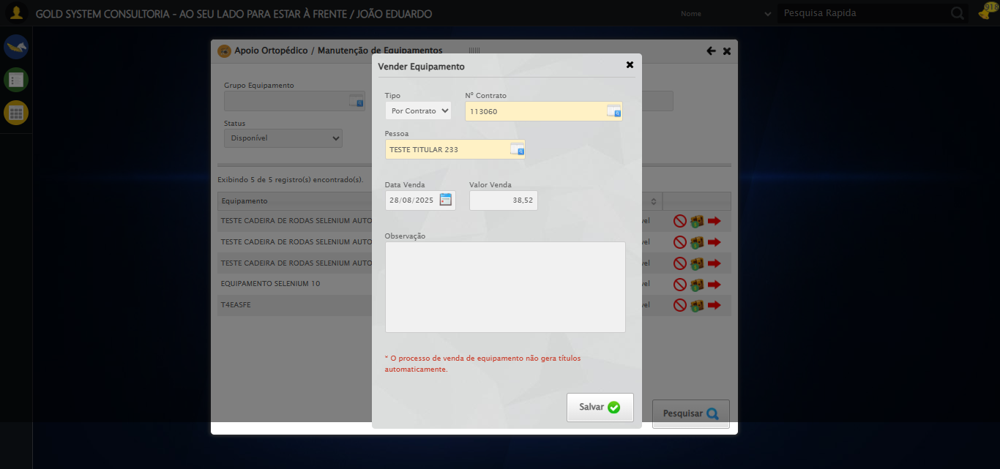 GOLD SYSTEM CONSULTORIA - AO SEU LADO PARA ESTAR À FRENTE / JOÃO EDUARDO
Nome
Pesquisa Rapida
918
Apoio Ortopédico / Manutenção de Equipamentos
Vender Equipamento
Grupo Equipamento
Tipo
Nº Contrato
Por Contrato
113060
Status
Disponível
Pessoa
TESTE TITULAR 233
Exibindo 5 de 5 registro(s) encontrado(s).
Data Venda
Valor Venda
28/08/2025
38,52
Equipamento
TESTE CADEIRA DE RODAS SELENIUM AUTO
vel
TESTE CADEIRA DE RODAS SELENIUM AUTO
vel
TESTE CADEIRA DE RODAS SELENIUM AUTO
vel
EQUIPAMENTO SELENIUM 10
vel
T4EASFE
vel
Observação
* O processo de venda de equipamento não gera títulos
automaticamente.
Salvar
Pesquisar